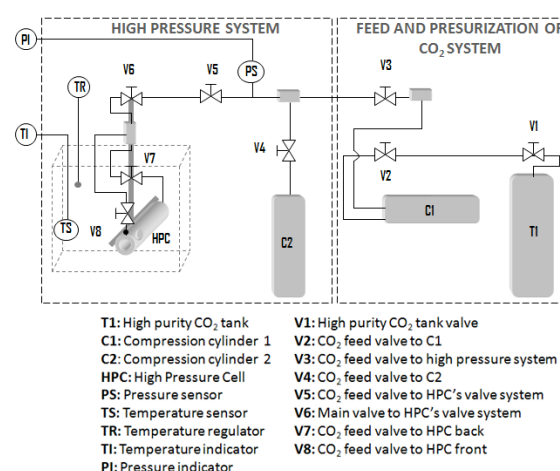 HIGH PRESSURE SYSTEM
FEED AND PRESURIZATION OF
CO2 SYSTEM
PI
V6
V5
PS
V3
TR
V1
TI
V4
V7
V2
C1
T1
TS
V8
HPC
C2
T1: High purity CO2 tank
C1: Compression cylinder 1
C2: Compression cylinder 2
HPC: High Pressure Cell
PS: Pressure sensor
TS: Temperature sensor
TR: Temperature regulator
TI: Temperature indicator
PI: Pressure indicator
V1: High purity CO2 tank valve
V2: CO2 feed valve to C1
V3: CO2 feed valve to high pressure system
V4: CO2 feed valve to C2
V5: CO2 feed valve to HPC's valve system
V6: Main valve to HPC's valve system
V7: CO2 feed valve to HPC back
V8: CO2 feed valve to HPC front